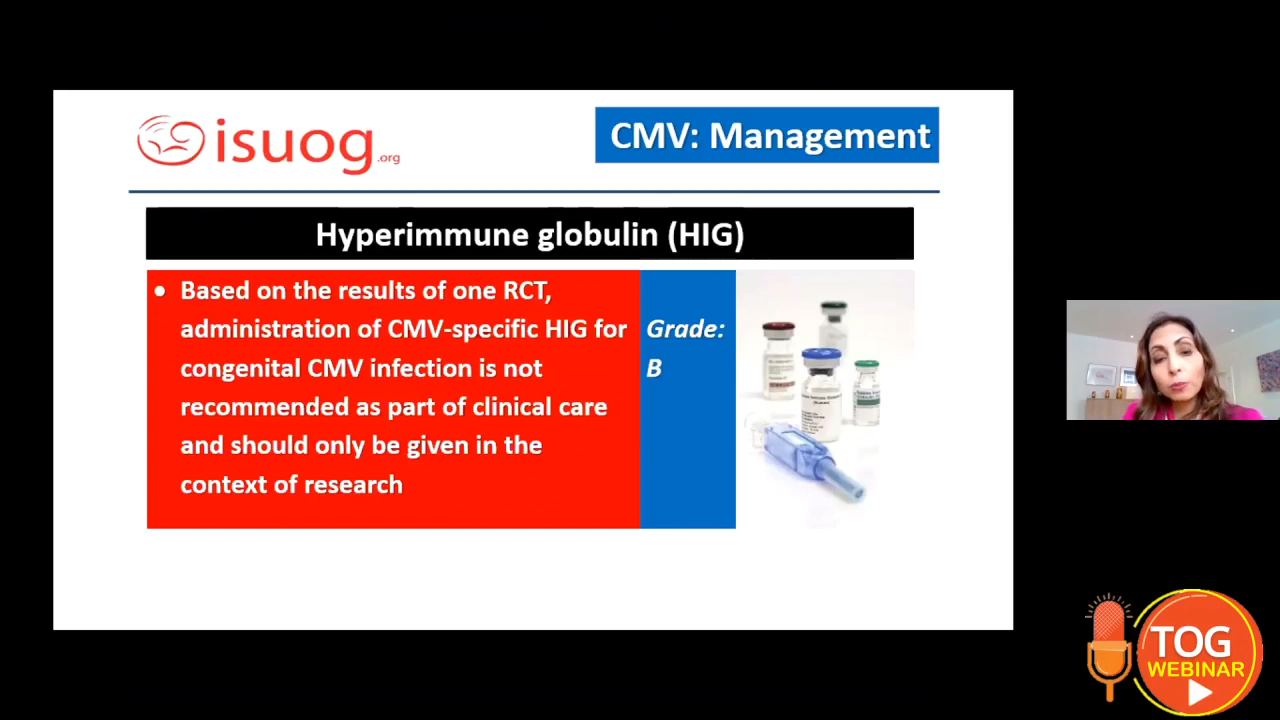 isuog.org
CMV: Management
Hyperimmune globulin (HIG)
• Based on the results of one RCT,
administration of CMV-specific HIG for
congenital CMV infection is not
recommended as part of clinical care
and should only be given in the
context of research
Grade:
B
TOG
WEBINAR